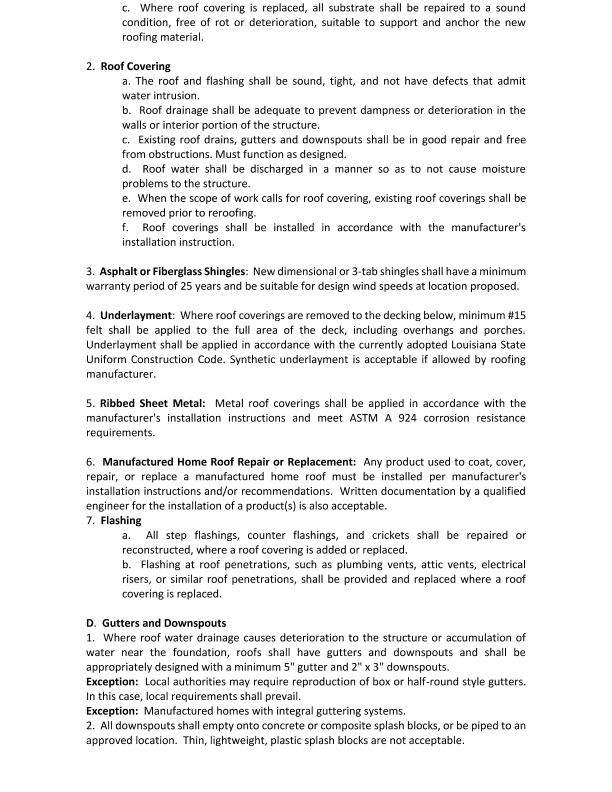 c. Where roof covering is replaced, all substrate shall be repaired to a sound
condition, free of rot or deterioration, suitable to support and anchor the new
roofing material.
2. Roof Covering
a. The roof and flashing shall be sound, tight, and not have defects that admit
water intrusion.
b. Roof drainage shall be adequate to prevent dampness or deterioration in the
walls or interior portion of the structure.
c. Existing roof drains, gutters and downspouts shall be in good repair and free
from obstructions. Must function as designed.
d. Roof water shall be discharged in a manner so as to not cause moisture
problems to the structure.
e. When the scope of work calls for roof covering, existing roof coverings shall be
removed prior to reroofing.
f. Roof coverings shall be installed in accordance with the manufacturer's
installation instruction.
3. Asphalt or Fiberglass Shingles: New dimensional or 3-tab shingles shall have a minimum
warranty period of 25 years and be suitable for design wind speeds at location proposed.
4. Underlayment: Where roof coverings are removed to the decking below, minimum #15
felt shall be applied to the full area of the deck, including overhangs and porches.
Underlayment shall be applied in accordance with the currently adopted Louisiana State
Uniform Construction Code. Synthetic underlayment is acceptable if allowed by roofing
manufacturer.
5. Ribbed Sheet Metal: Metal roof coverings shall be applied in accordance with the
manufacturer's installation instructions and meet ASTM A 924 corrosion resistance
requirements.
6. Manufactured Home Roof Repair or Replacement: Any product used to coat, cover,
repair, or replace a manufactured home roof must be installed per manufacturer's
installation instructions and/or recommendations. Written documentation by a qualified
engineer for the installation of a product(s) is also acceptable.
7. Flashing
a. All step flashings, counter flashings, and crickets shall be repaired or
reconstructed, where a roof covering is added or replaced.
b. Flashing at roof penetrations, such as plumbing vents, attic vents, electrical
risers, or similar roof penetrations, shall be provided and replaced where a roof
covering is replaced.
D. Gutters and Downspouts
1. Where roof water drainage causes deterioration to the structure or accumulation of
water near the foundation, roofs shall have gutters and downspouts and shall be
appropriately designed with a minimum 5" gutter and 2" x 3" downspouts.
Exception: Local authorities may require reproduction of box or half-round style gutters.
In this case, local requirements shall prevail.
Exception: Manufactured homes with integral guttering systems.
2. All downspouts shall empty onto concrete or composite splash blocks, or be piped to an
approved location. Thin, lightweight, plastic splash blocks are not acceptable.